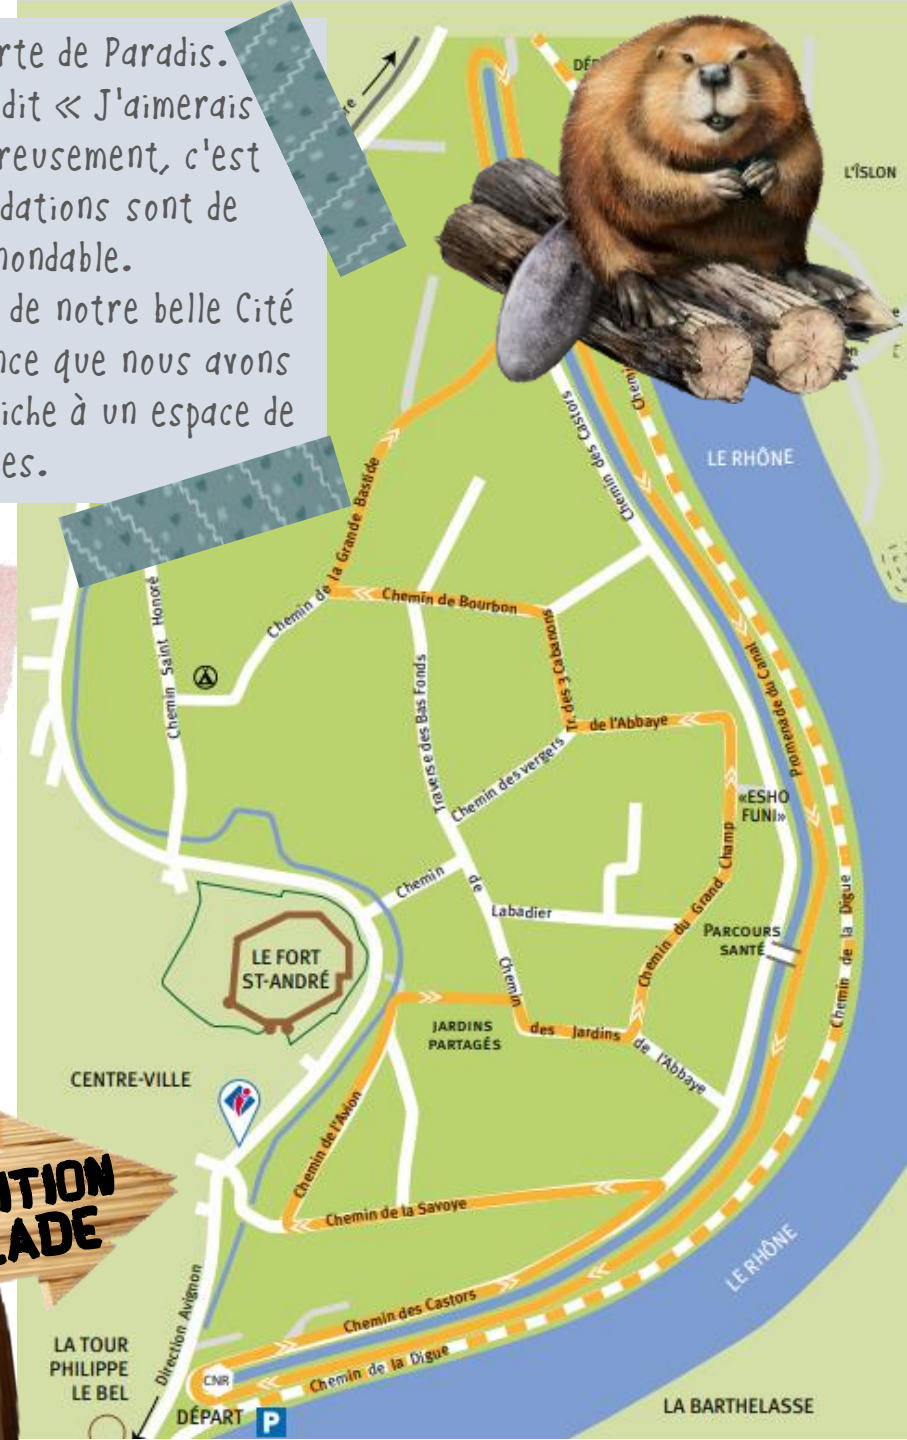 rte de Paradis.
dit « J'aimerais
reusement, c'est
dations sont de
nondable.
de notre belle Cité
nce que nous avons
iche à un espace de
es.
DÉP
L'ÎSLON
LE RHÔNE
Chemin des Castors
Chemin de la Grande Bastide
Chemin de Bourbon
Chemin Saint Honoré
Tr. des 3 Cabanons
Traverse des Bas Fonds
de l'Abbaye
Promenade du Canal
Chemin des vergers
«ESHO
FUNI»
Chemin
de
Labadier
Chemin du Grand Champ
PARCOURS
SANTÉ
Chemin de la Digue
LE FORT
ST-ANDRÉ
Chemin
des Jardins
de l'Abbaye
JARDINS
PARTAGÉS
CENTRE-VILLE
Chemin de l'Avion
Chemin de la Savoye
ITION
LADE
LE RHÔNE
Direction Avignon
Chemin des Castors
Chemin de la Digue
LA TOUR
PHILIPPE
LE BEL
CNR
DÉPART
P
LA BARTHELASSE